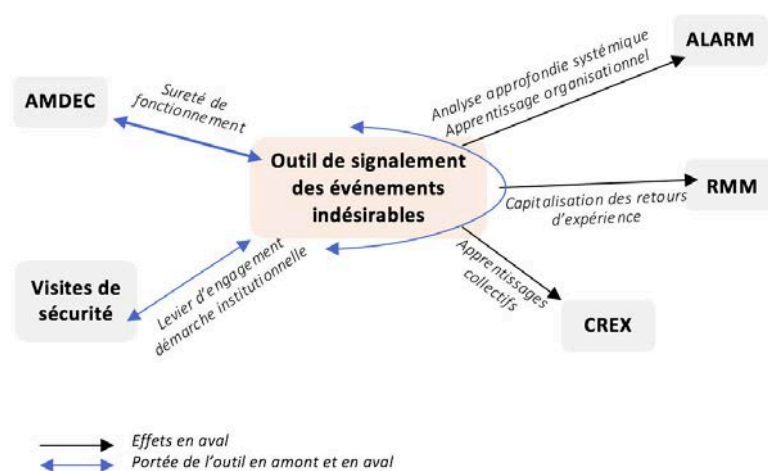 ALARM
Analyse approfondie systémique
Apprentissage organisationnel
AMDEC
Sureté de
fonctionnement
Outil de signalement
des événements
indésirables
RMM
Capitalisation des retours
d'expérience
Apprentissages
collectifs
Levier d'engagement
démarche institutionnelle
Visites de
sécurité
CREX
Effets en aval
Portée de l'outil en amont et en aval